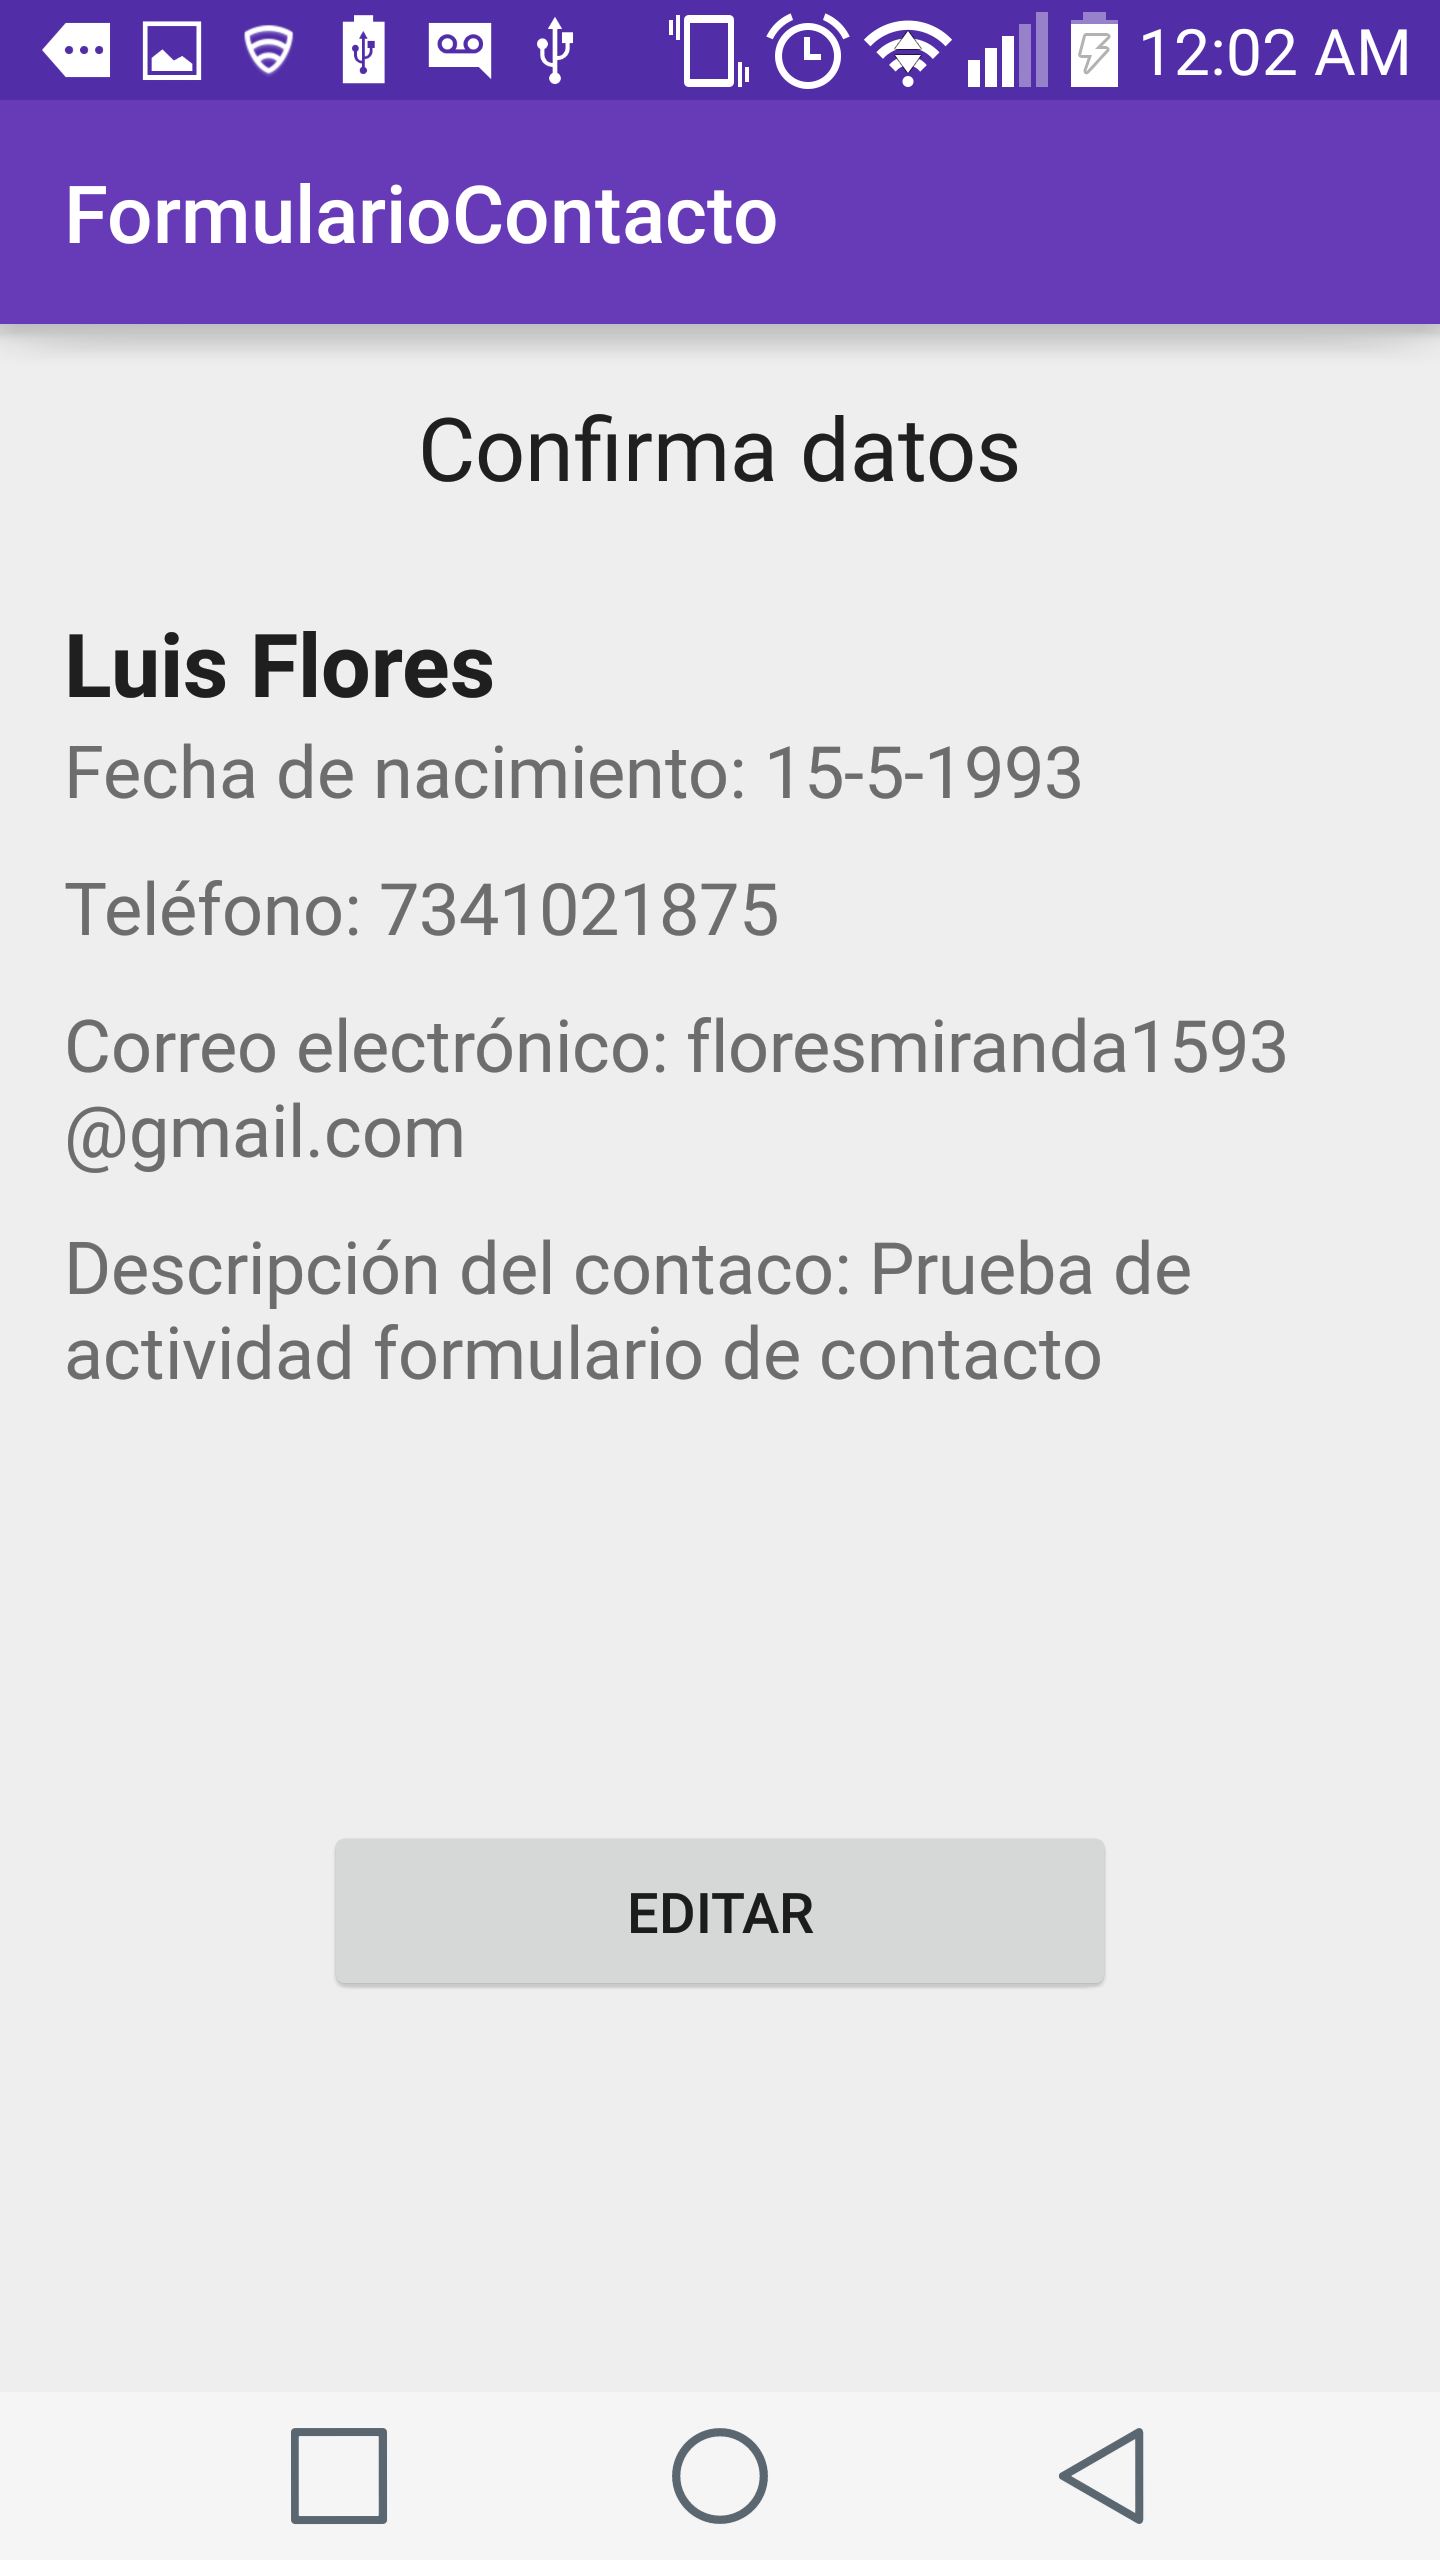 12:02 AM
FormularioContacto
Confirma datos
Luis Flores
Fecha de nacimiento: 15-5-1993
Teléfono: 7341021875
Correo electrónico: floresmiranda1593
@gmail.com
Descripción del contaco: Prueba de
actividad formulario de contacto
EDITAR